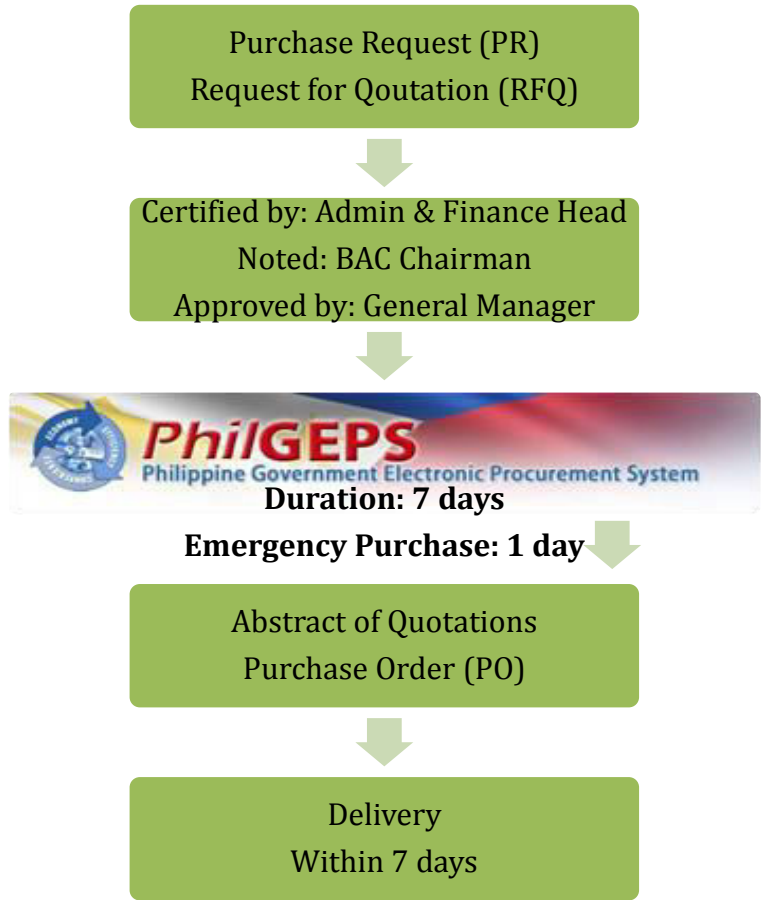 Purchase Request (PR)
Request for Qoutation (RFQ)
Certified by: Admin & Finance Head
Noted: BAC Chairman
Approved by: General Manager
PhilGEPS
Philippine Government Electronic Procurement System
Duration: 7 days
Emergency Purchase: 1 day
Abstract of Quotations
Purchase Order (PO)
Delivery
Within 7 days